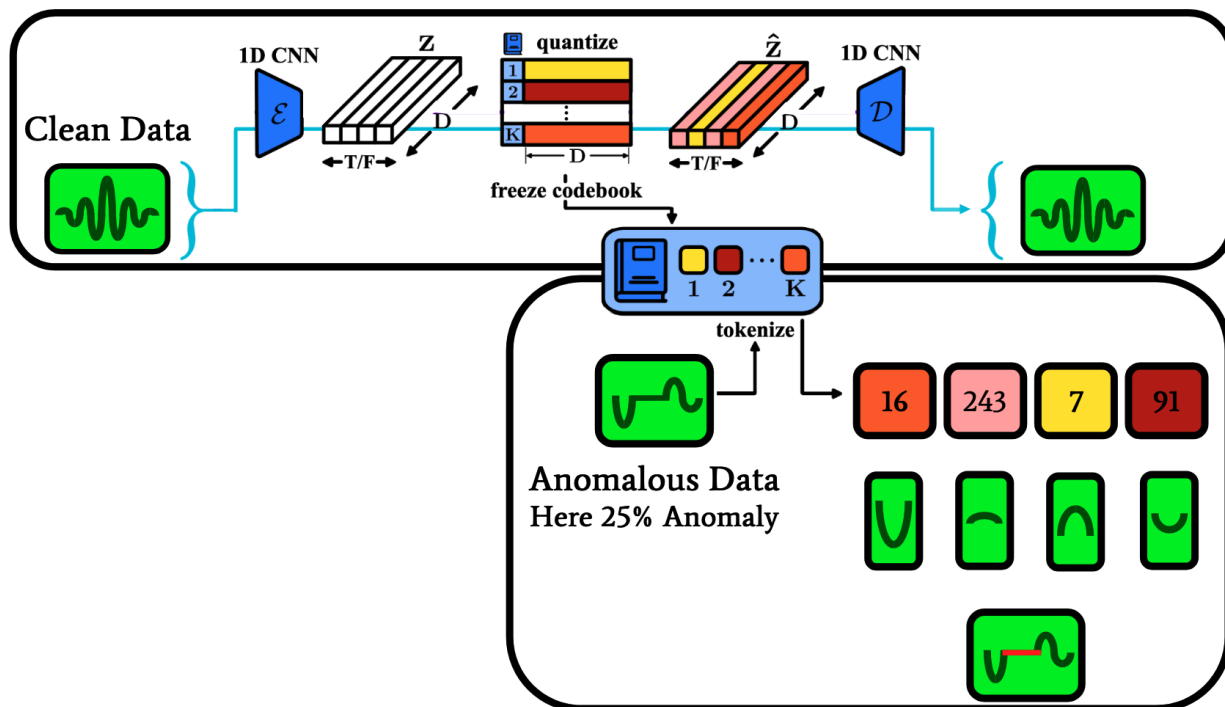 1D CNN
Z
quantize
Ẑ
1D CNN
1
2
⋮
K
ℰ
D
D
𝒟
Clean Data
T/F
D
T/F
freeze codebook
1 2 ⋯ K
tokenize
16 243 7 91
Anomalous Data
Here 25% Anomaly